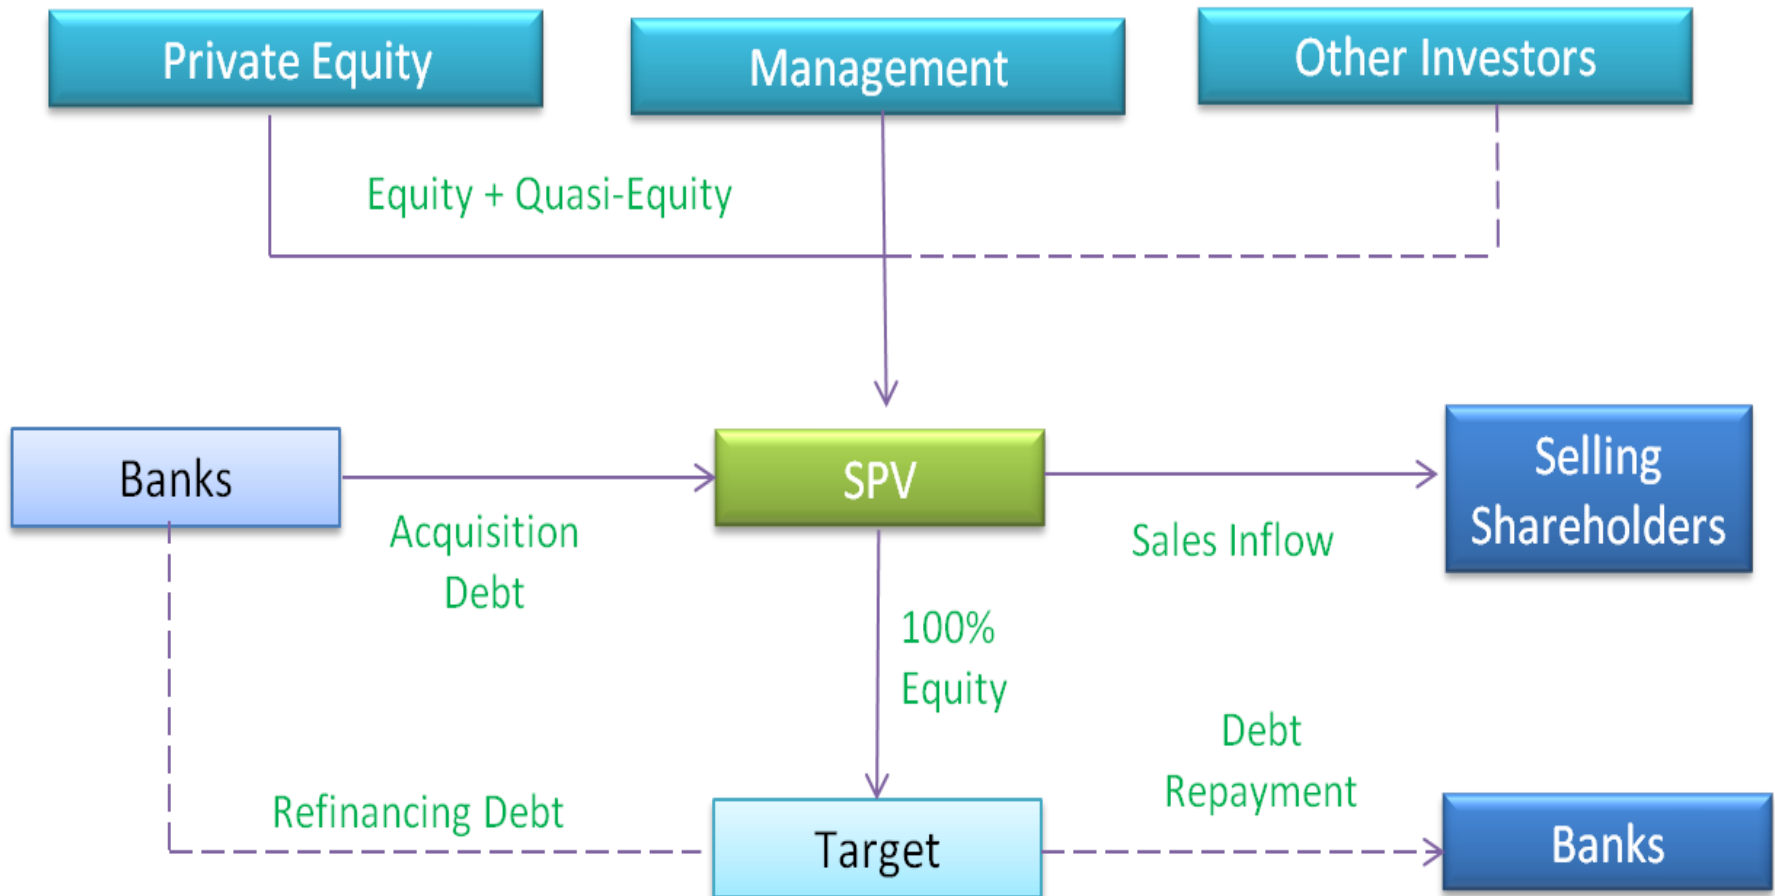 Private Equity
Management
Other Investors
Equity + Quasi-Equity
Banks
Acquisition
Debt
SPV
Sales Inflow
Selling
Shareholders
100%
Equity
Refinancing Debt
Target
Debt
Repayment
Banks